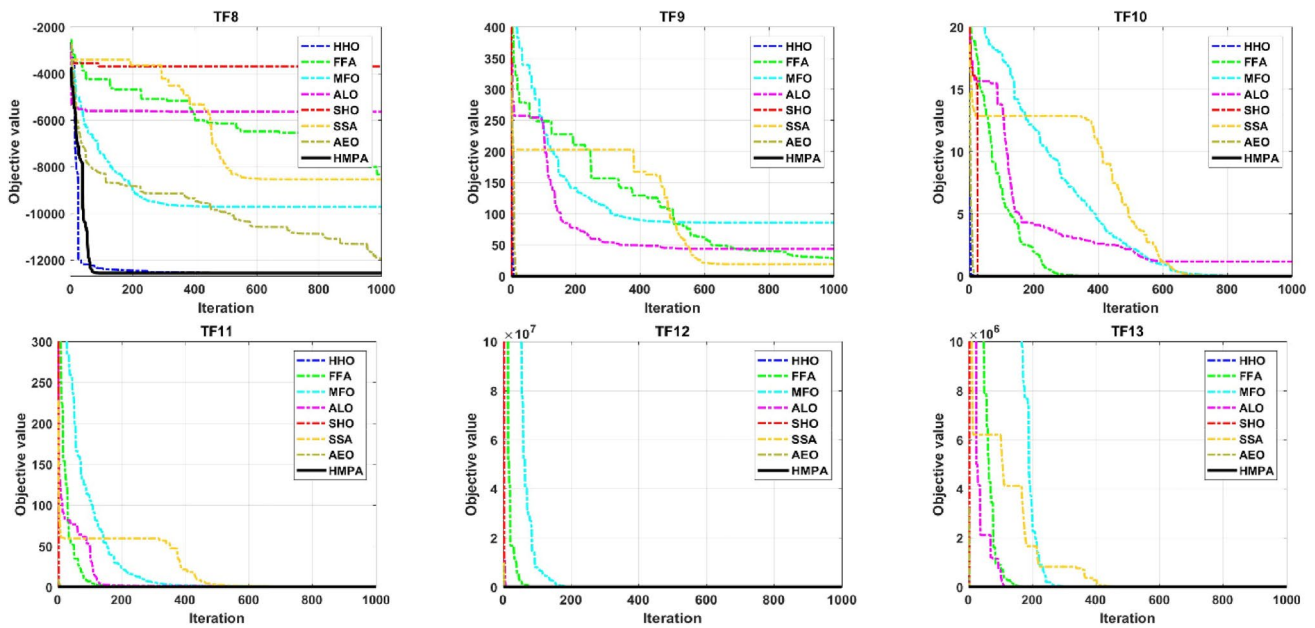 TF8
-2000
-4000
-6000
-8000
-10000
-12000
Objective value
0 200 400 600 800 1000
Iteration
HHO
FFA
MFO
ALO
SHO
SSA
AEO
HMPA
TF9
400
350
300
250
200
150
100
50
0
Objective value
0 200 400 600 800 1000
Iteration
HHO
FFA
MFO
ALO
SHO
SSA
AEO
HMPA
TF10
20
15
10
5
0
Objective value
0 200 400 600 800 1000
Iteration
HHO
FFA
MFO
ALO
SHO
SSA
AEO
HMPA
TF11
300
250
200
150
100
50
0
Objective value
0 200 400 600 800 1000
Iteration
HHO
FFA
MFO
ALO
SHO
SSA
AEO
HMPA
TF12
×10⁷
10
8
6
4
2
0
Objective value
0 200 400 600 800 1000
Iteration
HHO
FFA
MFO
ALO
SHO
SSA
AEO
HMPA
TF13
×10⁶
10
8
6
4
2
0
Objective value
0 200 400 600 800 1000
Iteration
HHO
FFA
MFO
ALO
SHO
SSA
AEO
HMPA